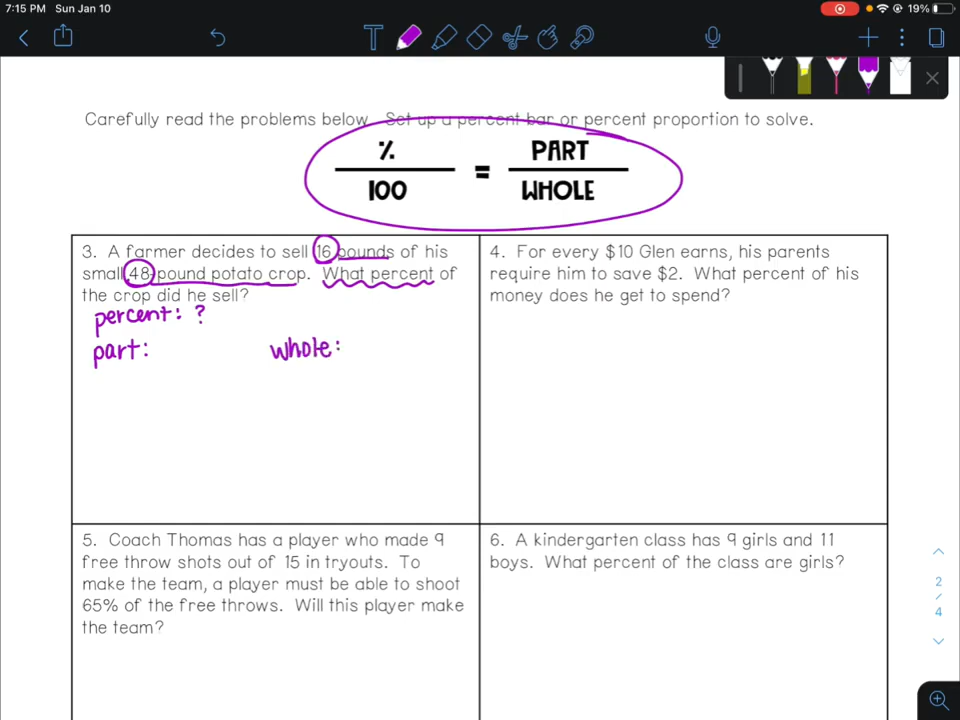 7:15 PM Sun Jan 10
19%
T
Carefully read the problems below. Set up a percent bar or percent proportion to solve.
% PART
= 
100 WHOLE
3. A farmer decides to sell 16 pounds of his
small 48-pound potato crop. What percent of
the crop did he sell?
percent: ?
part: whole:
4. For every $10 Glen earns, his parents
require him to save $2. What percent of his
money does he get to spend?
5. Coach Thomas has a player who made 9
free throw shots out of 15 in tryouts. To
make the team, a player must be able to shoot
65% of the free throws. Will this player make
the team?
6. A kindergarten class has 9 girls and 11
boys. What percent of the class are girls?
2
/
4